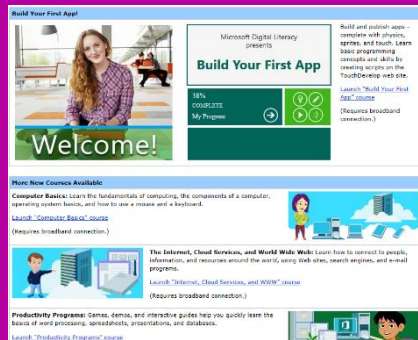 Build Your First App!
Microsoft Digital Literacy
presents
Build Your First App
38%
COMPLETE
My Progress
Welcome!
Build and publish apps –
complete with physics,
sprites, and touch. Learn
basic programming
concepts and skills by
creating scripts on the
TouchDevelop web site.
Launch "Build Your First
App" course
(Requires broadband
connection.)
More New Courses Available
Computer Basics: Learn the fundamentals of computing, the components of a computer,
operating system basics, and how to use a mouse and a keyboard.
Launch "Computer Basics" course
(Requires broadband connection.)
The Internet, Cloud Services, and World Wide Web: Learn how to connect to people,
information, and resources around the world, using Web sites, search engines, and e-mail
programs.
Launch "Internet, Cloud Services, and WWW" course
(Requires broadband connection.)
Productivity Programs: Games, demos, and interactive guides help you quickly learn the
basics of word processing, spreadsheets, presentations, and databases.
Launch "Productivity Programs" course